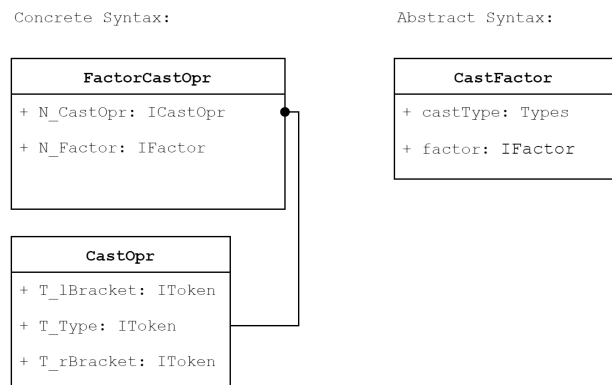 Concrete Syntax:
FactorCastOpr
+ N_CastOpr: ICastOpr
+ N_Factor: IFactor
CastOpr
+ T_lBracket: IToken
+ T_Type: IToken
+ T_rBracket: IToken
Abstract Syntax:
CastFactor
+ castType: Types
+ factor: IFactor